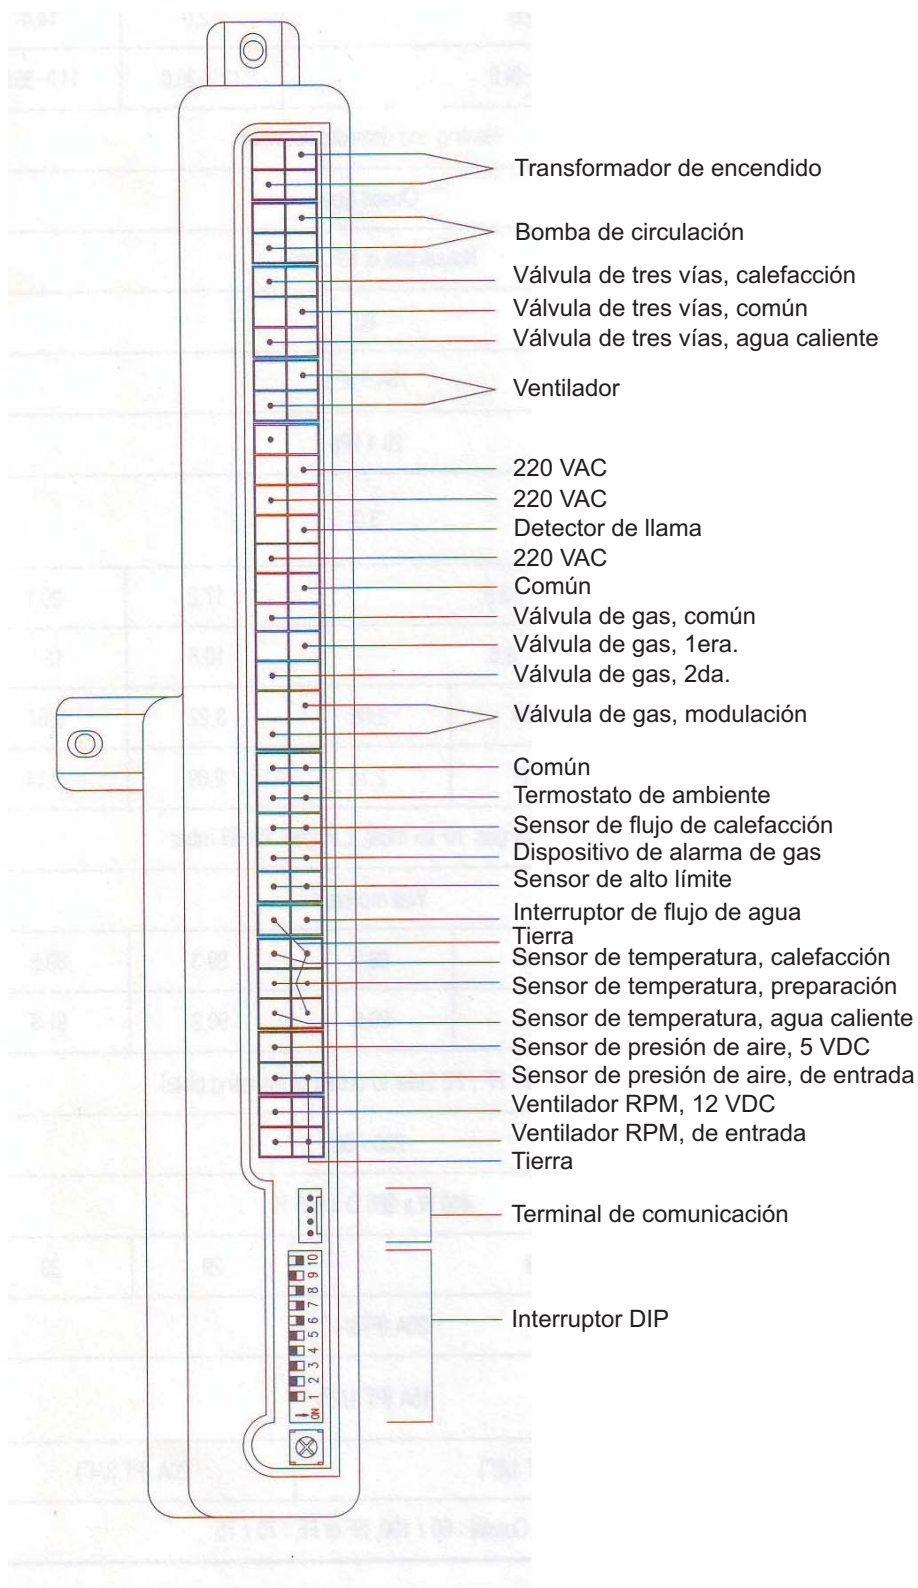 Transformador de encendido
Bomba de circulación
Válvula de tres vías, calefacción
Válvula de tres vías, común
Válvula de tres vías, agua caliente
Ventilador
220 VAC
220 VAC
Detector de llama
220 VAC
Común
Válvula de gas, común
Válvula de gas, 1era.
Válvula de gas, 2da.
Válvula de gas, modulación
Común
Termostato de ambiente
Sensor de flujo de calefacción
Dispositivo de alarma de gas
Sensor de alto límite
Interruptor de flujo de agua
Tierra
Sensor de temperatura, calefacción
Sensor de temperatura, preparación
Sensor de temperatura, agua caliente
Sensor de presión de aire, 5 VDC
Sensor de presión de aire, de entrada
Ventilador RPM, 12 VDC
Ventilador RPM, de entrada
Tierra
Terminal de comunicación
Interruptor DIP
ON 1 2 3 4 5 6 7 8 9 10